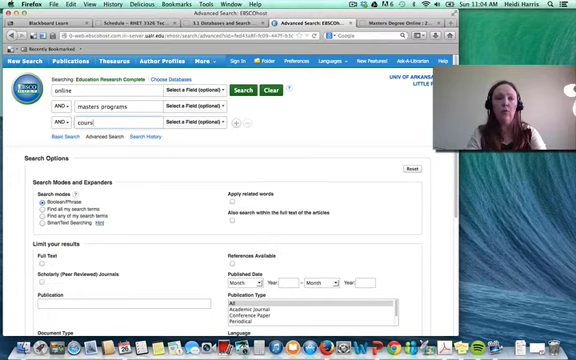 Firefox File Edit View History Bookmarks Tools Window Help
Sun 11:04 AM Heidi Harris
Advanced Search: EBSCOhost
Blackboard Learn
Schedule – RHET 3326 Tec...
3.1 Databases and Search...
Advanced Search: EBSCOh...
Masters Degree Online : ...
Recently Bookmarked
New Search Publications Thesaurus Author Profiles More
Sign In Folder Preferences New Features! Ask-A-Librarian
Searching: Education Research Complete Choose Databases
UNIV OF ARKANSAS
LITTLE
EBSCO
online Select a Field (optional) Search Clear
AND masters programs Select a Field (optional)
AND cours Select a Field (optional)
Basic Search Advanced Search Search History
Search Options
Reset
Search Modes and Expanders
Search modes
Boolean/Phrase
Find all my search terms
Find any of my search terms
SmartText Searching Hint
Apply related words
Also search within the full text of the articles
Limit your results
Full Text
References Available
Scholarly (Peer Reviewed) Journals
Published Date
Month Year: – Month Year:
Publication
Publication Type
All
Academic Journal
Conference Paper
Periodical
Document Type
Language